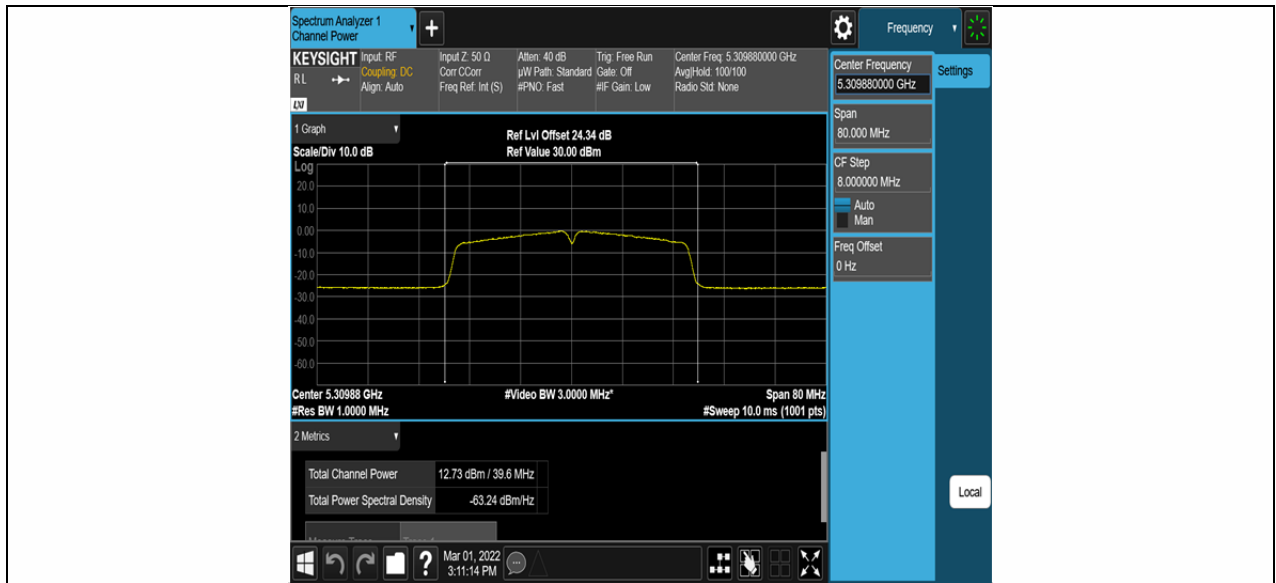 Spectrum Analyzer 1
Channel Power
+
Frequency
KEYSIGHT
RL
LXI
Input: RF
Coupling: DC
Align: Auto
Input Z: 50 Ω
Corr CCorr
Freq Ref: Int (S)
Atten: 40 dB
µW Path: Standard
#PNO: Fast
Trig: Free Run
Gate: Off
#IF Gain: Low
Center Freq: 5.309880000 GHz
Avg|Hold: 100/100
Radio Std: None
Center Frequency
5.309880000 GHz
Settings
Span
80.000 MHz
CF Step
8.000000 MHz
Auto
Man
Freq Offset
0 Hz
Local
1 Graph
Scale/Div 10.0 dB
Ref Lvl Offset 24.34 dB
Ref Value 30.00 dBm
Log
20.0
10.0
0.00
-10.0
-20.0
-30.0
-40.0
-50.0
-60.0
Center 5.30988 GHz
#Video BW 3.0000 MHz*
Span 80 MHz
#Res BW 1.0000 MHz
#Sweep 10.0 ms (1001 pts)
2 Metrics
Total Channel Power 12.73 dBm / 39.6 MHz
Total Power Spectral Density -63.24 dBm/Hz
?
Mar 01, 2022
3:11:14 PM